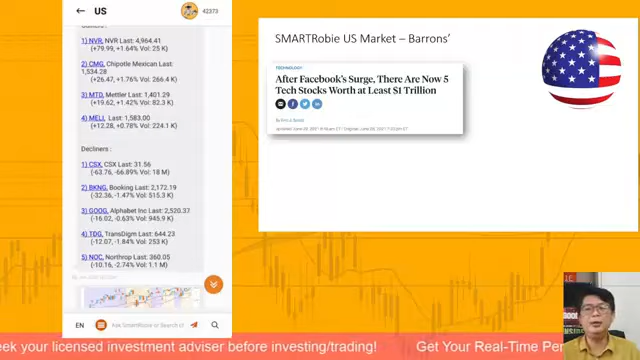 US
42373
1) NVR, NVR Last: 4,964.41
(+79.99, +1.64% Vol: 25 K)
2) CMG, Chipotle Mexican Last:
1,534.28
(+26.47, +1.76% Vol: 266.4 K)
3) MTD, Mettler Last: 1,401.29
(+19.62, +1.42% Vol: 82.3 K)
4) MELI, Last: 1,583.00
(+12.28, +0.78% Vol: 224.1 K)
Decliners :
1) CSX, CSX Last: 31.56
(-63.76, -66.89% Vol: 18 M)
2) BKNG, Booking Last: 2,172.19
(-32.36, -1.47% Vol: 515.3 K)
3) GOOG, Alphabet Inc Last: 2,520.37
(-16.02, -0.63% Vol: 945.9 K)
4) TDG, TransDigm Last: 644.23
(-12.07, -1.84% Vol: 253 K)
5) NOC, Northrop Last: 360.05
(-10.16, -2.74% Vol: 1.1 M)
EN
Ask SMARTRobie or Search
SMARTRobie US Market – Barrons’
TECHNOLOGY
After Facebook's Surge, There Are Now 5
Tech Stocks Worth at Least $1 Trillion
eek your licensed investment adviser before investing/trading!
Get Your Real-Time Per